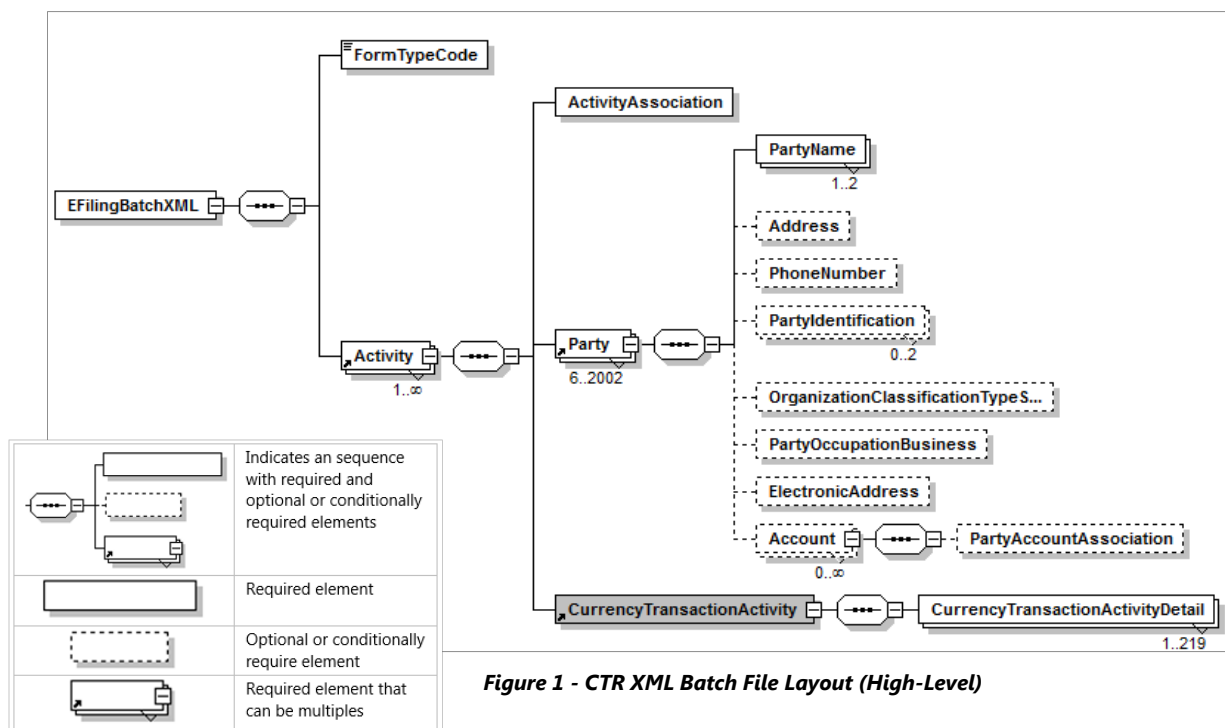 FormTypeCode
ActivityAssociation
PartyName
1..2
EFilingBatchXML
Address
PhoneNumber
PartyIdentification
0..2
Activity
1..∞
Party
6..2002
OrganizationClassificationTypeS...
PartyOccupationBusiness
ElectronicAddress
Account
0..∞
PartyAccountAssociation
CurrencyTransactionActivity
CurrencyTransactionActivityDetail
1..219
Indicates an sequence
with required and
optional or conditionally
required elements
Required element
Optional or conditionally
require element
Required element that
can be multiples
Figure 1 - CTR XML Batch File Layout (High-Level)